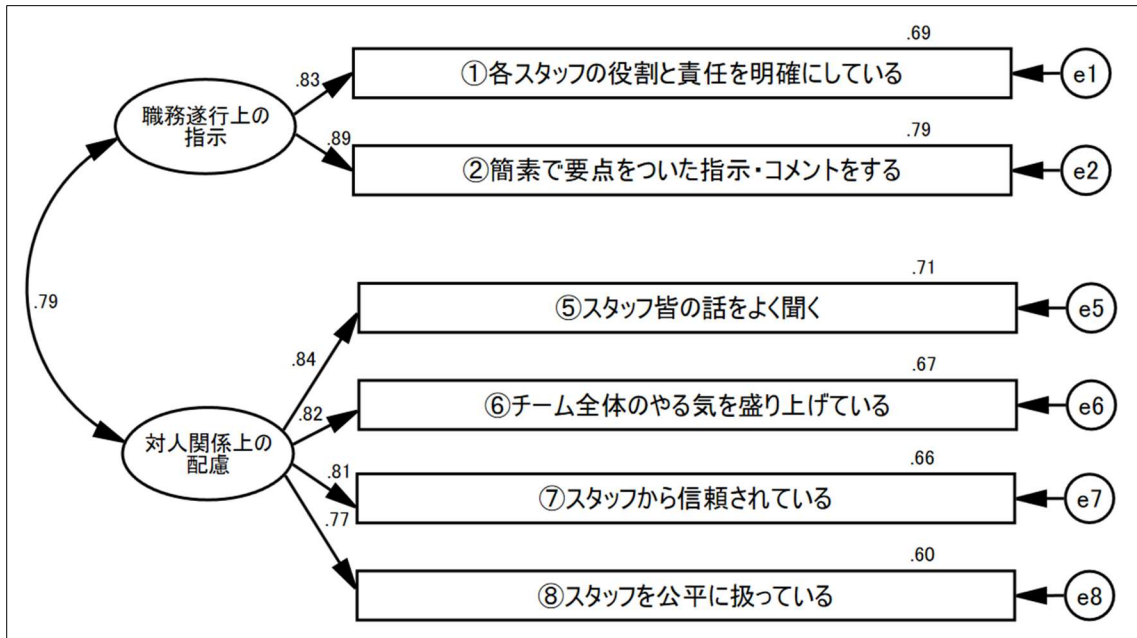 .69
①各スタッフの役割と責任を明確にしている
e1
.83
職務遂行上の
指示
.89
.79
②簡素で要点をついた指示・コメントをする
e2
.79
.71
⑤スタッフ皆の話をよく聞く
e5
.84
.67
⑥チーム全体のやる気を盛り上げている
e6
.82
対人関係上の
配慮
.81
.66
⑦スタッフから信頼されている
e7
.77
.60
⑧スタッフを公平に扱っている
e8